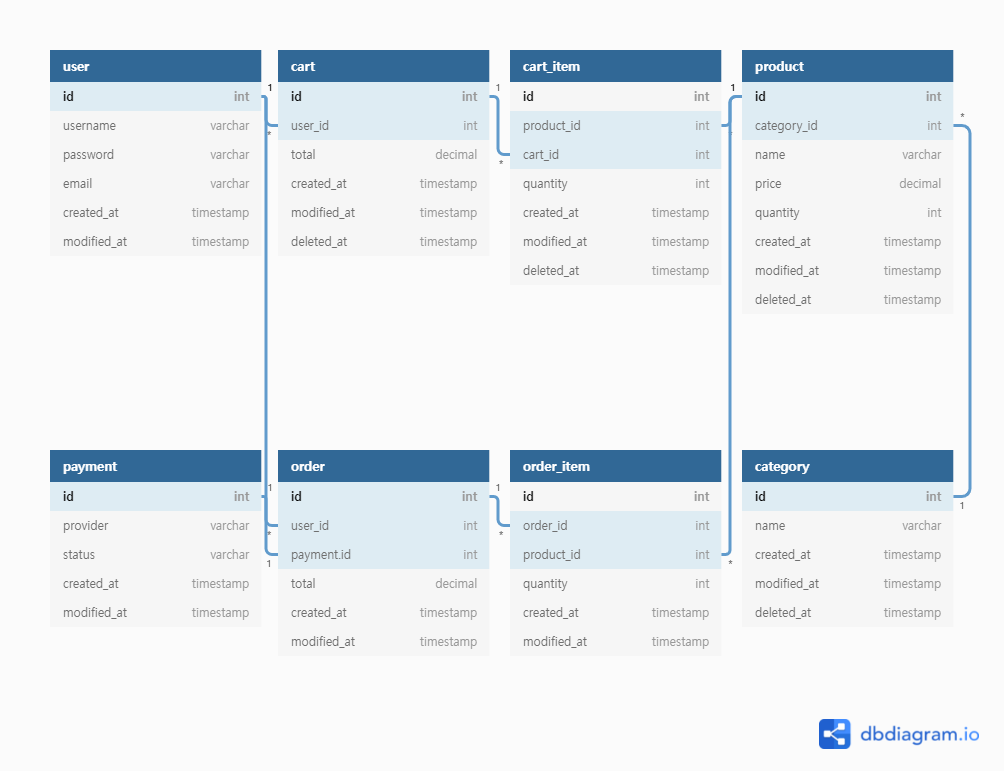 user
id int
username varchar
password varchar
email varchar
created_at timestamp
modified_at timestamp
cart
id int
user_id int
total decimal
created_at timestamp
modified_at timestamp
deleted_at timestamp
cart_item
id int
product_id int
cart_id int
quantity int
created_at timestamp
modified_at timestamp
deleted_at timestamp
product
id int
category_id int
name varchar
price decimal
quantity int
created_at timestamp
modified_at timestamp
deleted_at timestamp
1
*
1
*
1
*
*
payment
id int
provider varchar
status varchar
created_at timestamp
modified_at timestamp
order
id int
user_id int
payment.id int
total decimal
created_at timestamp
modified_at timestamp
order_item
id int
order_id int
product_id int
quantity int
created_at timestamp
modified_at timestamp
category
id int
name varchar
created_at timestamp
modified_at timestamp
deleted_at timestamp
1
*
1
1
*
*
1
dbdiagram.io